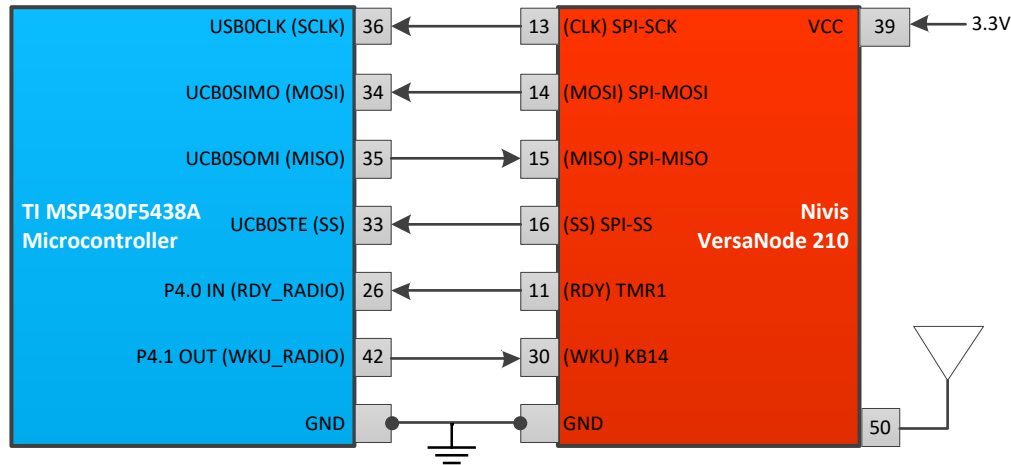 USB0CLK (SCLK) 36 13 (CLK) SPI-SCK VCC 39 3.3V
UCB0SIMO (MOSI) 34 14 (MOSI) SPI-MOSI
UCB0SOMI (MISO) 35 15 (MISO) SPI-MISO
TI MSP430F5438A
Microcontroller
UCB0STE (SS) 33 16 (SS) SPI-SS
Nivis
VersaNode 210
P4.0 IN (RDY_RADIO) 26 11 (RDY) TMR1
P4.1 OUT (WKU_RADIO) 42 30 (WKU) KB14
GND GND 50